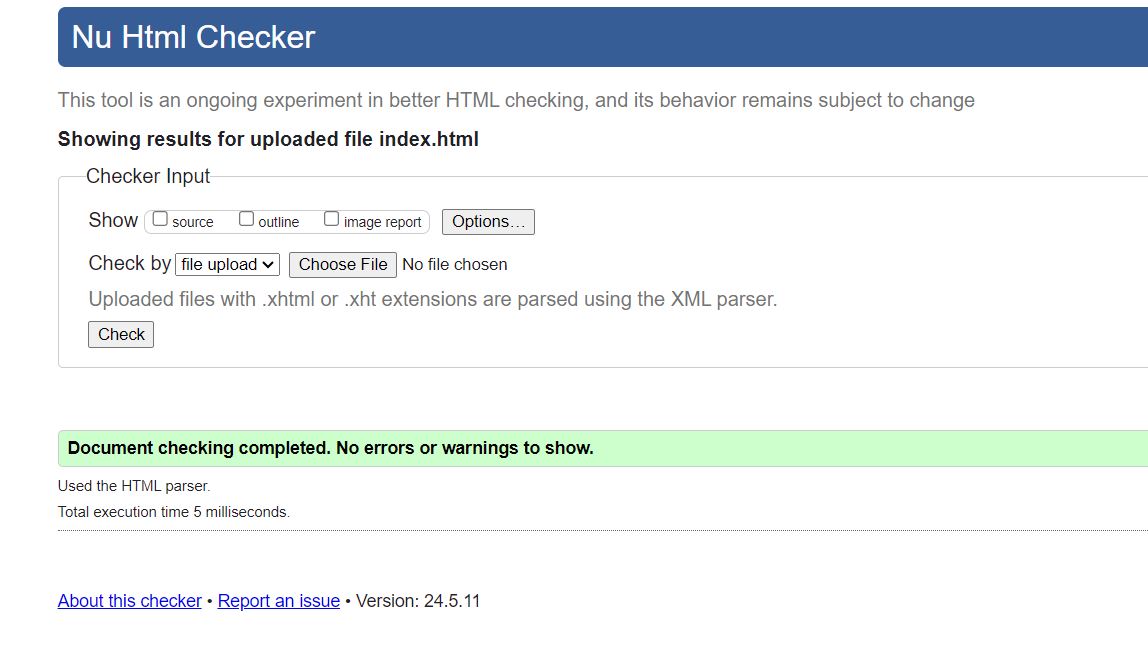 Nu Html Checker
This tool is an ongoing experiment in better HTML checking, and its behavior remains subject to change
Showing results for uploaded file index.html
Checker Input
Show source outline image report Options…
Check by file upload Choose File No file chosen
Uploaded files with .xhtml or .xht extensions are parsed using the XML parser.
Check
Document checking completed. No errors or warnings to show.
Used the HTML parser.
Total execution time 5 milliseconds.
About this checker • Report an issue • Version: 24.5.11